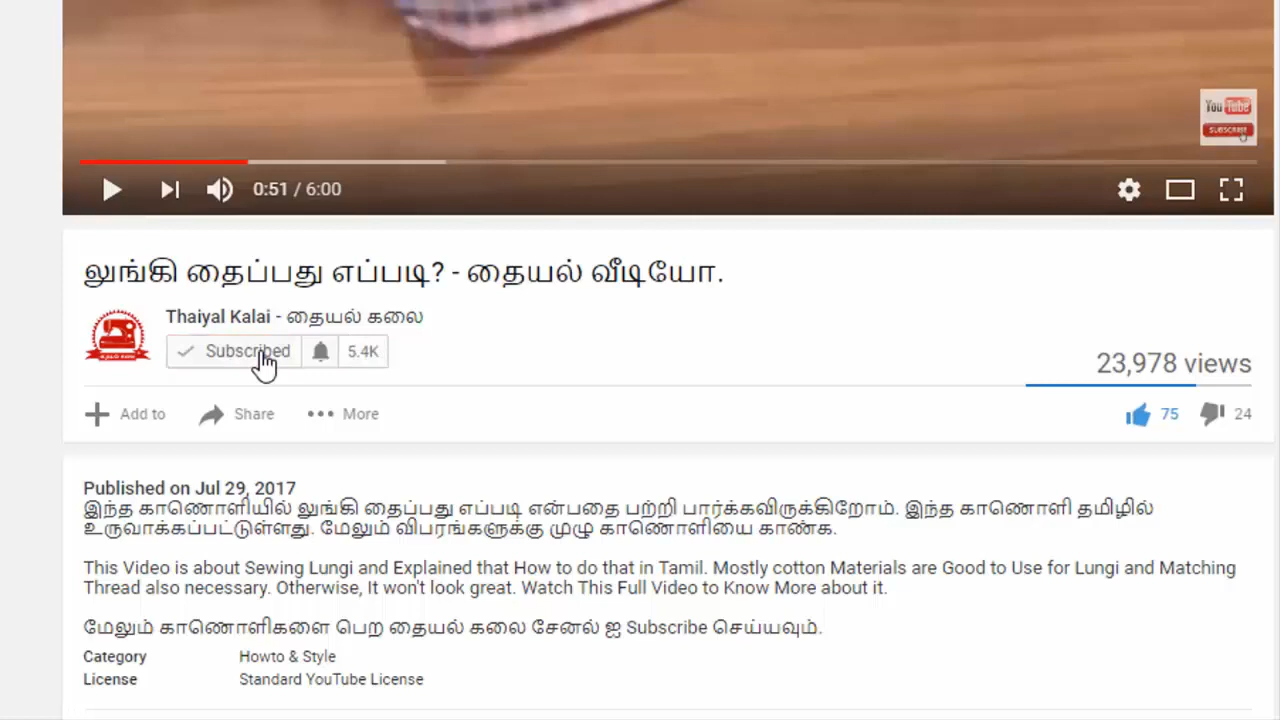 You Tube
SUBSCRIBE
0:51 / 6:00
லுங்கி தைப்பது எப்படி? - தையல் வீடியோ.
Thaiyal Kalai - தையல் கலை
Subscribed 5.4K
23,978 views
Add to Share More 75 24
Published on Jul 29, 2017
இந்த காணொளியில் லுங்கி தைப்பது எப்படி என்பதை பற்றி பார்க்கவிருக்கிறோம். இந்த காணொளி தமிழில்
உருவாக்கப்பட்டுள்ளது. மேலும் விபரங்களுக்கு முழு காணொளியை காண்க.
This Video is about Sewing Lungi and Explained that How to do that in Tamil. Mostly cotton Materials are Good to Use for Lungi and Matching
Thread also necessary. Otherwise, It won't look great. Watch This Full Video to Know More about it.
மேலும் காணொளிகளை பெற தையல் கலை சேனல் ஐ Subscribe செய்யவும்.
Category Howto & Style
License Standard YouTube License